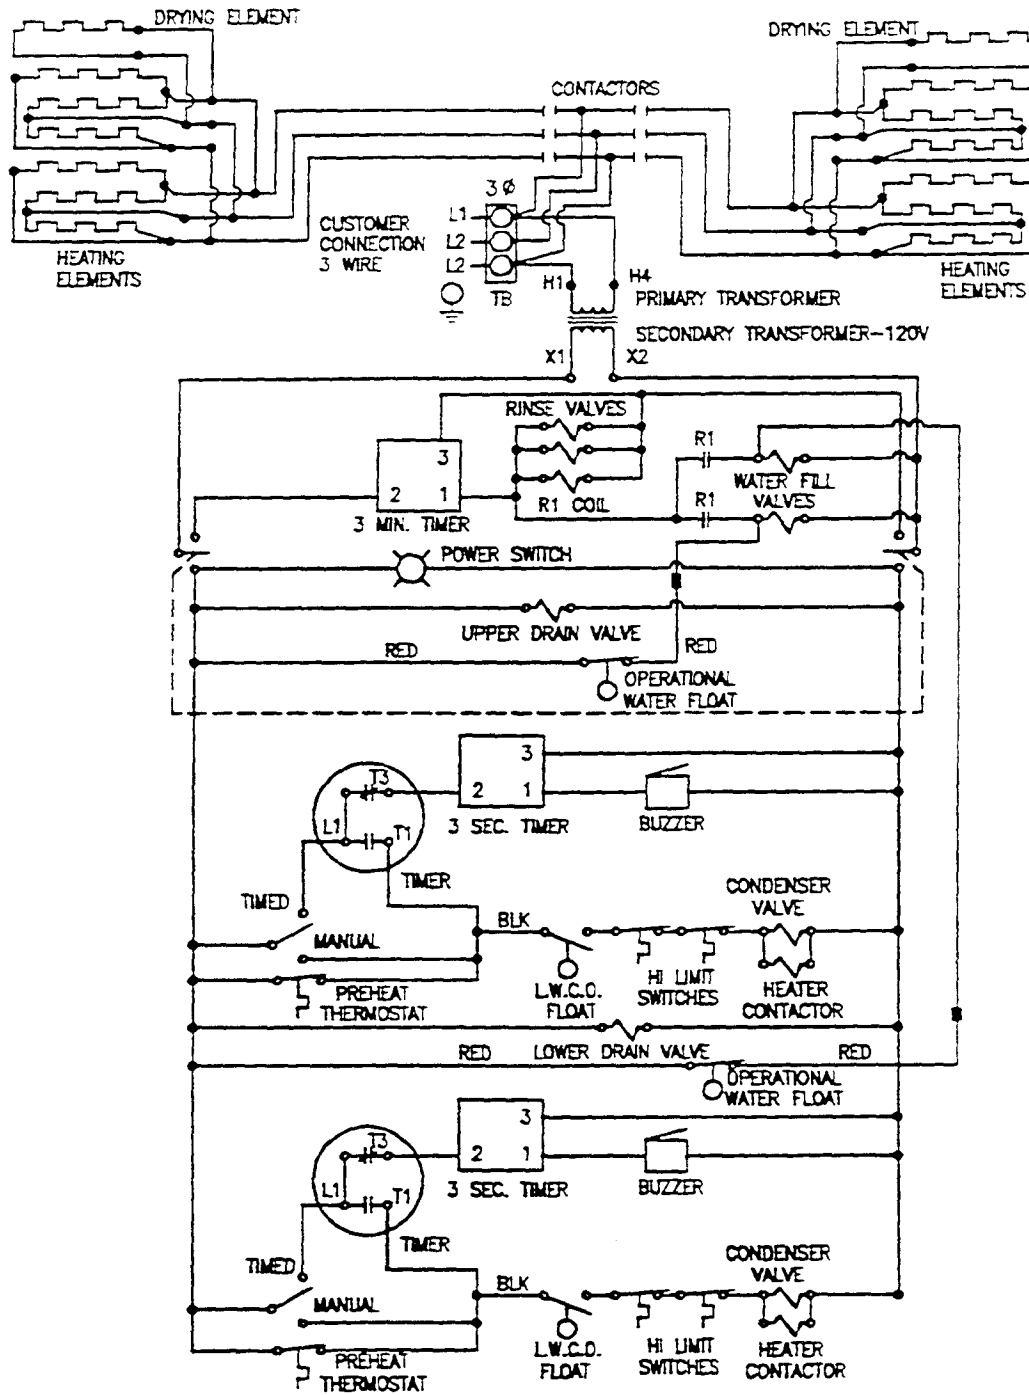 DRYING ELEMENT
DRYING ELEMENT
CONTACTORS
3 Ø
CUSTOMER
CONNECTION
3 WIRE
L1
L2
L2
TB
HEATING
ELEMENTS
HEATING
ELEMENTS
H1
H4
PRIMARY TRANSFORMER
SECONDARY TRANSFORMER-120V
X1
X2
RINSE VALVES
R1 COIL
3
2
1
3 MIN. TIMER
R1
R1
WATER FILL
VALVES
POWER SWITCH
UPPER DRAIN VALVE
RED
RED
OPERATIONAL
WATER FLOAT
T3
L1
T1
TIMER
3
2
1
3 SEC. TIMER
BUZZER
TIMED
MANUAL
PREHEAT
THERMOSTAT
BLK
L.W.C.O.
FLOAT
HI LIMIT
SWITCHES
CONDENSER
VALVE
HEATER
CONTACTOR
RED
LOWER DRAIN VALVE
RED
OPERATIONAL
WATER FLOAT
T3
L1
T1
TIMER
3
2
1
3 SEC. TIMER
BUZZER
TIMED
MANUAL
PREHEAT
THERMOSTAT
BLK
L.W.C.O.
FLOAT
HI LIMIT
SWITCHES
CONDENSER
VALVE
HEATER
CONTACTOR